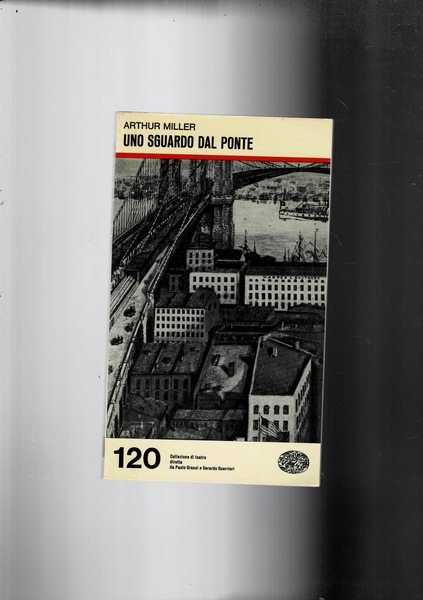 ARTHUR MILLER
UNO SGUARDO DAL PONTE
120
Collezione di teatro
diretta
da Paolo Grassi e Gerardo Guerrieri